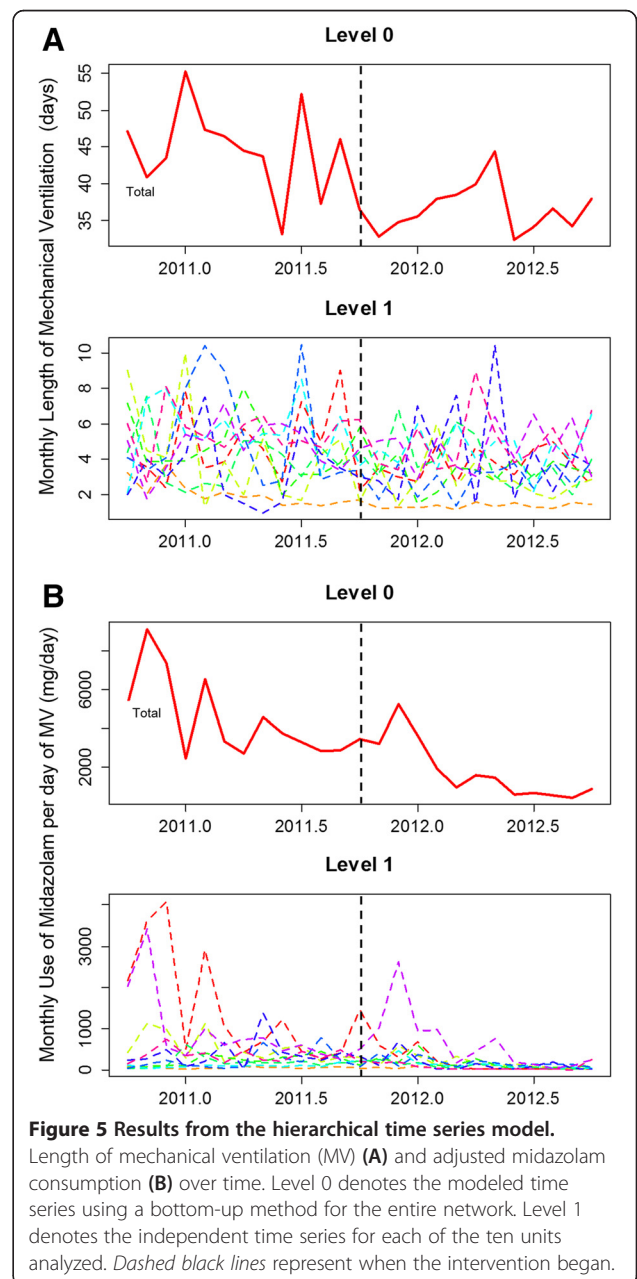 A
Level 0
Monthly Length of Mechanical Ventilation (days)
55
50
45
40
35
Total
2011.0 2011.5 2012.0 2012.5
Level 1
10
8
6
4
2
2011.0 2011.5 2012.0 2012.5
B
Level 0
Monthly Use of Midazolam per day of MV (mg/day)
6000
2000
Total
2011.0 2011.5 2012.0 2012.5
Level 1
3000
1000
0
2011.0 2011.5 2012.0 2012.5
Figure 5 Results from the hierarchical time series model.
Length of mechanical ventilation (MV) (A) and adjusted midazolam
consumption (B) over time. Level 0 denotes the modeled time
series using a bottom-up method for the entire network. Level 1
denotes the independent time series for each of the ten units
analyzed. Dashed black lines represent when the intervention began.